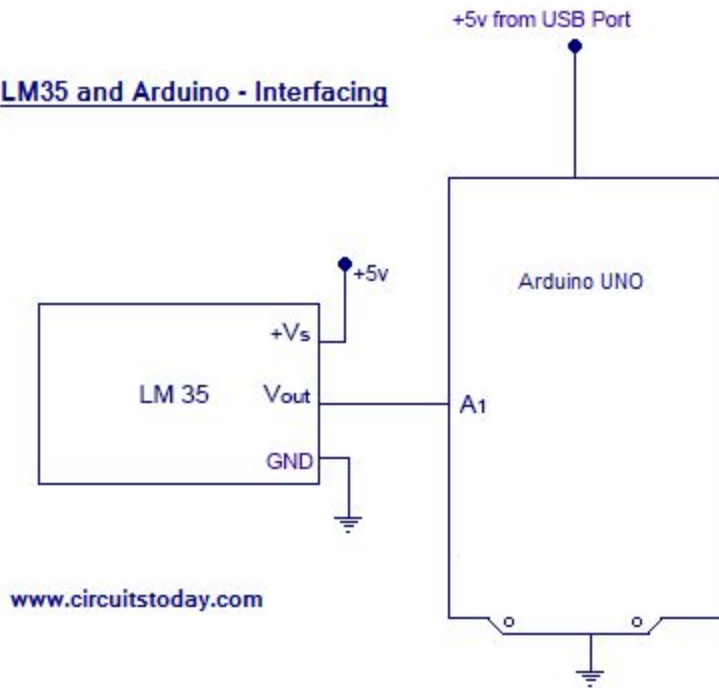 +5v from USB Port
LM35 and Arduino - Interfacing
+5v
Arduino UNO
+Vs
LM 35
Vout
A1
GND
www.circuitstoday.com